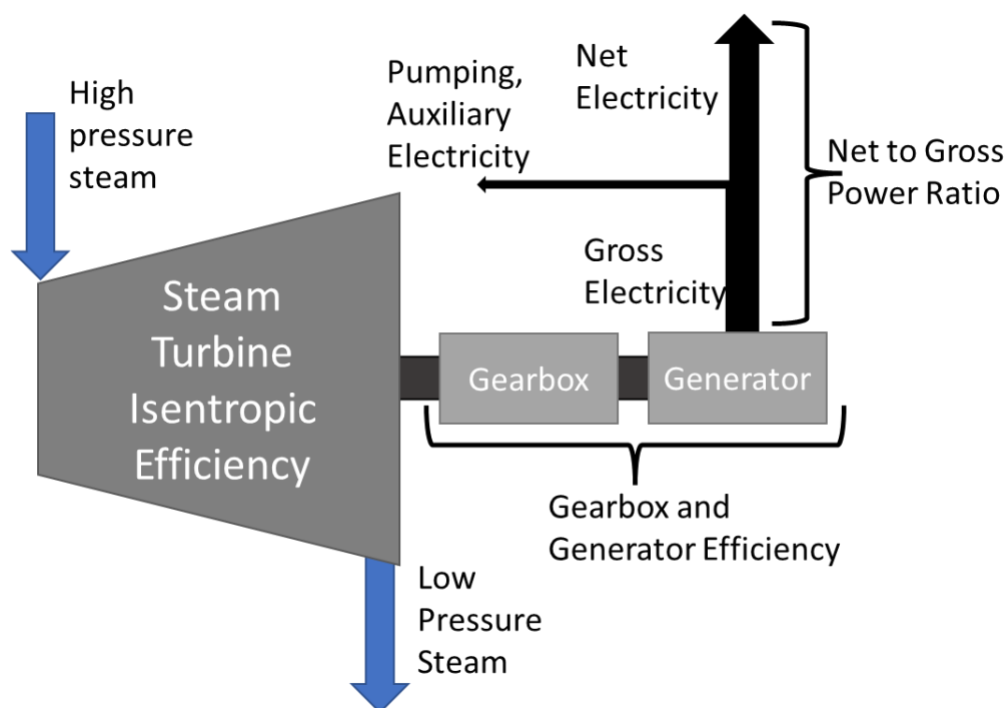 High
pressure
steam
Pumping,
Auxiliary
Electricity
Net
Electricity
Net to Gross
Power Ratio
Gross
Electricity
Steam
Turbine
Isentropic
Efficiency
Gearbox
Generator
Gearbox and
Generator Efficiency
Low
Pressure
Steam